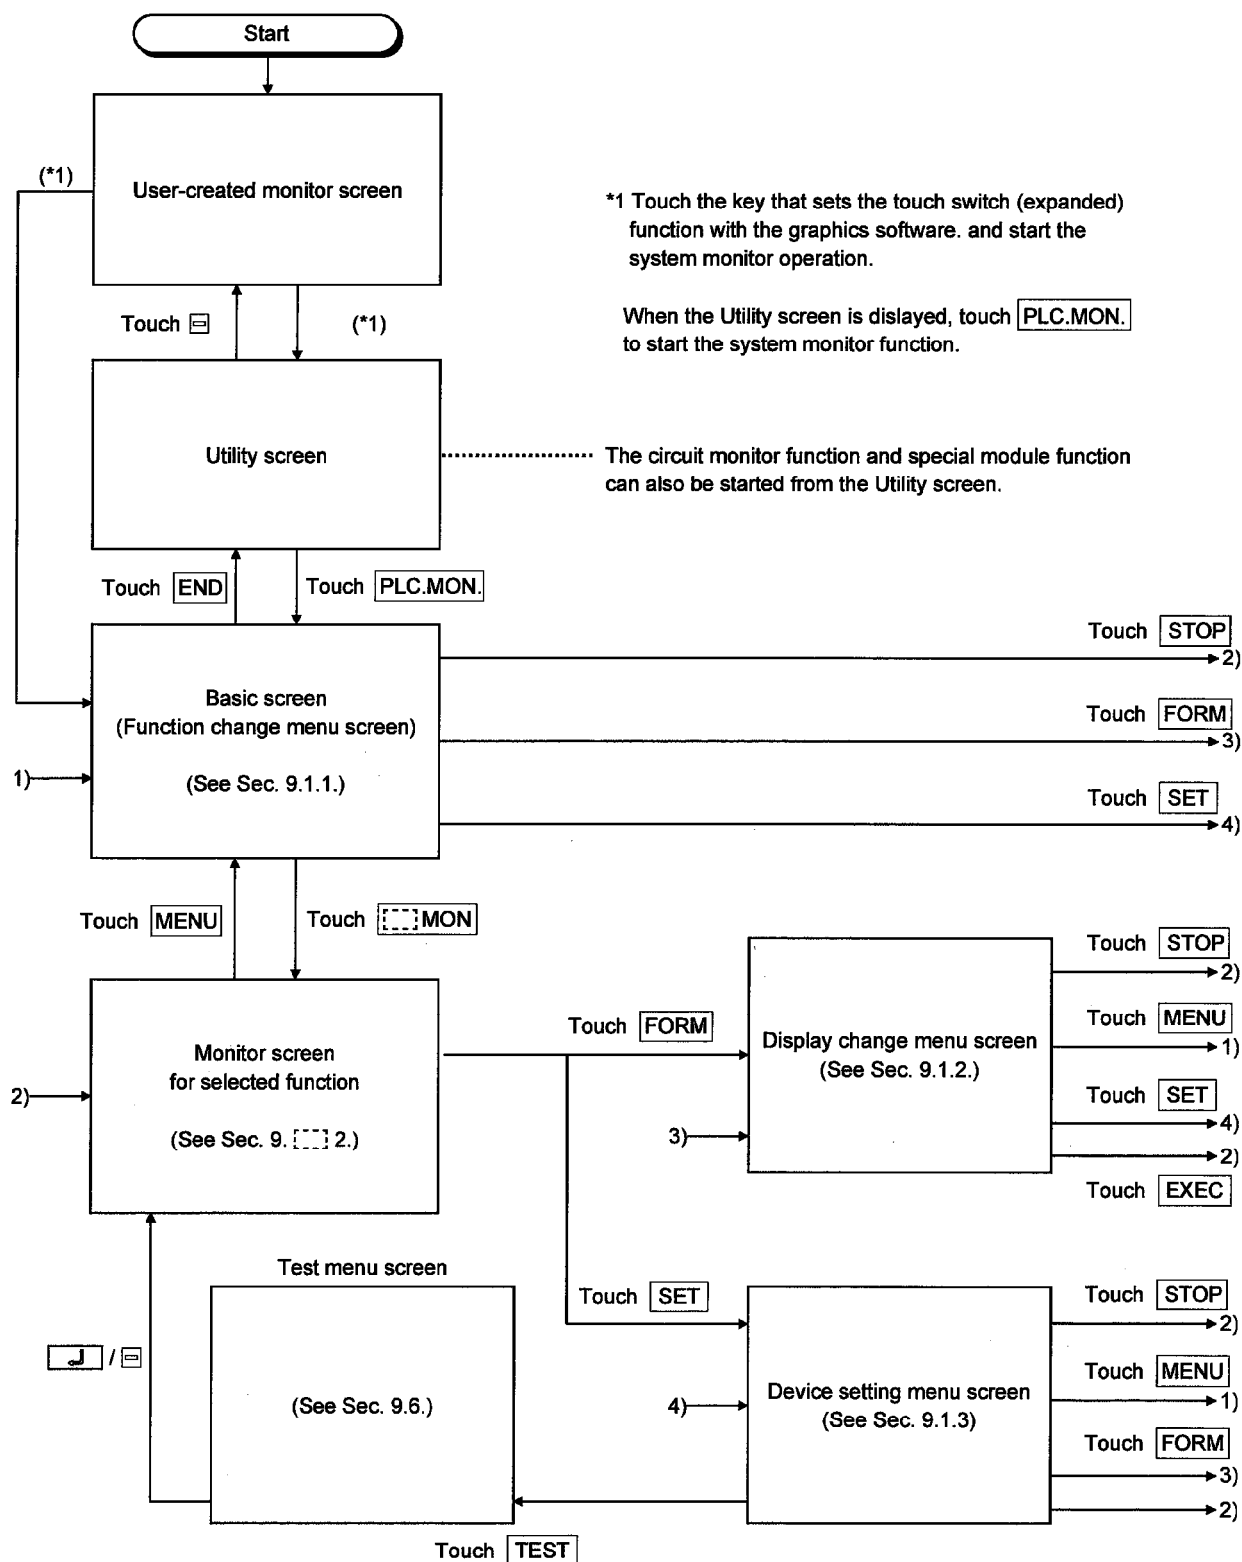 Start
User-created monitor screen
(*1)
*1 Touch the key that sets the touch switch (expanded)
function with the graphics software. and start the
system monitor operation.
Touch
(*1)
When the Utility screen is dislayed, touch PLC.MON.
to start the system monitor function.
Utility screen
The circuit monitor function and special module function
can also be started from the Utility screen.
Touch END
Touch PLC.MON.
Touch STOP
2)
Basic screen
(Function change menu screen)
(See Sec. 9.1.1.)
1)
Touch FORM
3)
Touch SET
4)
Touch MENU
Touch MON
Monitor screen
for selected function
(See Sec. 9. 2.)
2)
Touch FORM
Display change menu screen
(See Sec. 9.1.2.)
3)
Touch STOP
2)
Touch MENU
1)
Touch SET
4)
2)
Touch EXEC
Test menu screen
(See Sec. 9.6.)
/
Touch SET
Device setting menu screen
(See Sec. 9.1.3)
4)
Touch STOP
2)
Touch MENU
1)
Touch FORM
3)
2)
Touch TEST